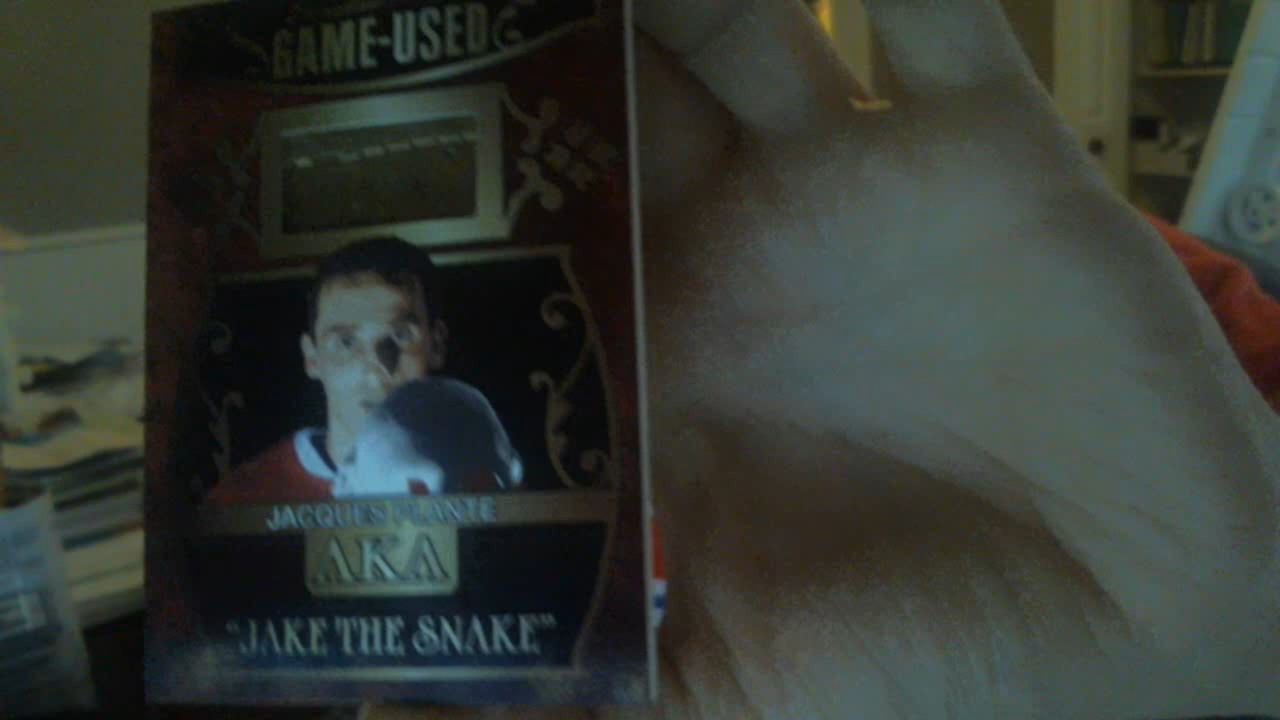 GAME-USED
JACQUES PLANTE
AKA
"JAKE THE SNAKE"